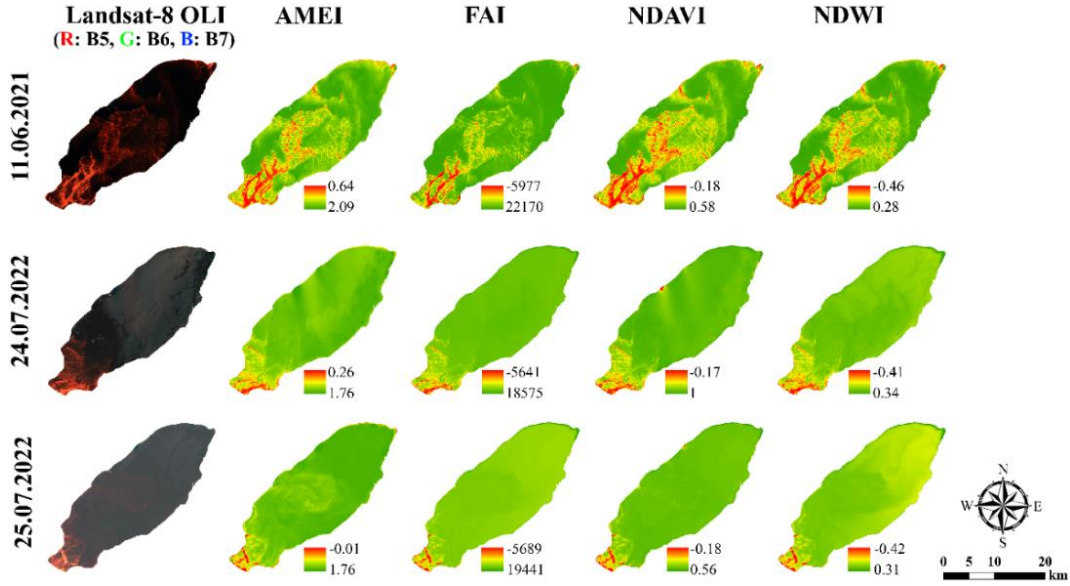 Landsat-8 OLI AMEI FAI NDAVI NDWI
(R: B5, G: B6, B: B7)
11.06.2021
0.64 -5977 -0.18 -0.46
2.09 22170 0.58 0.28
24.07.2022
0.26 -5641 -0.17 -0.41
1.76 18575 1 0.34
25.07.2022
-0.01 -5689 -0.18 -0.42
1.76 19441 0.56 0.31
N
W E
S
0 10 20
km